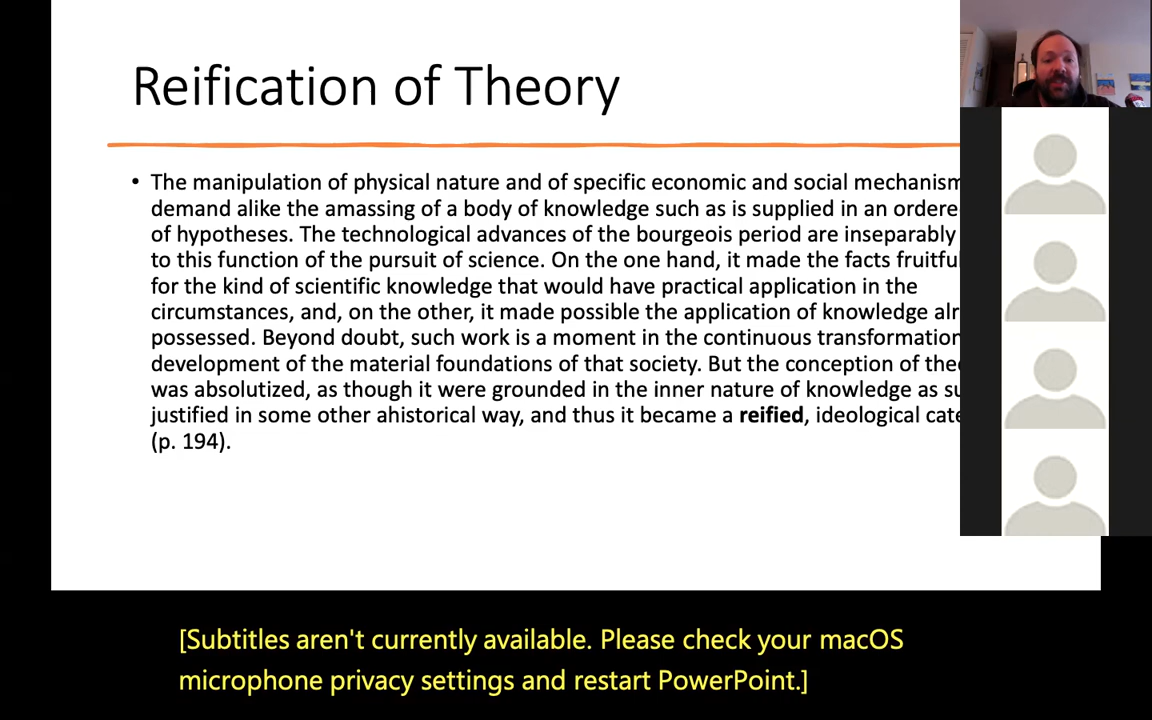 Reification of Theory
• The manipulation of physical nature and of specific economic and social mechanism
demand alike the amassing of a body of knowledge such as is supplied in an ordere
of hypotheses. The technological advances of the bourgeois period are inseparably
to this function of the pursuit of science. On the one hand, it made the facts fruitfu
for the kind of scientific knowledge that would have practical application in the
circumstances, and, on the other, it made possible the application of knowledge alr
possessed. Beyond doubt, such work is a moment in the continuous transformation
development of the material foundations of that society. But the conception of the
was absolutized, as though it were grounded in the inner nature of knowledge as su
justified in some other ahistorical way, and thus it became a reified, ideological cate
(p. 194).
[Subtitles aren't currently available. Please check your macOS
microphone privacy settings and restart PowerPoint.]